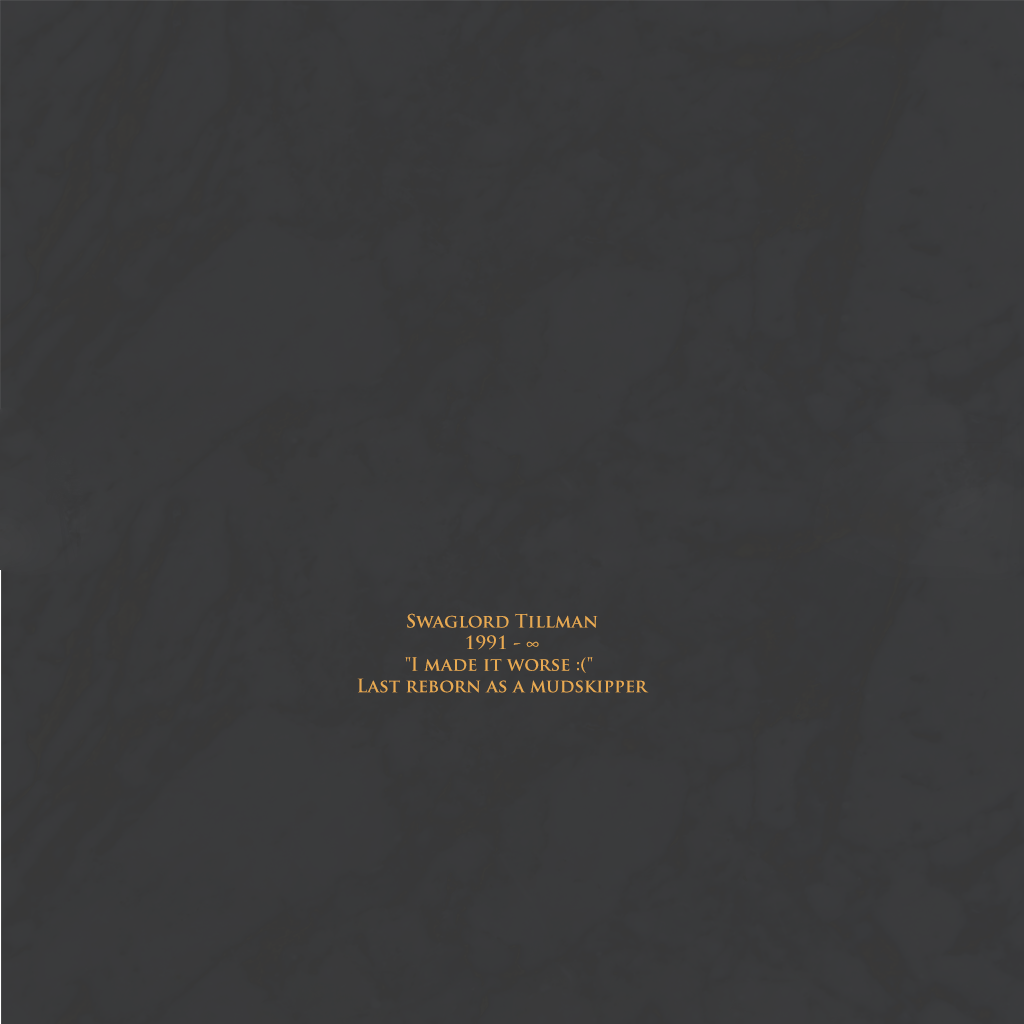 Swaglord Tillman
1991 - ∞
"I made it worse :("
Last reborn as a mudskipper